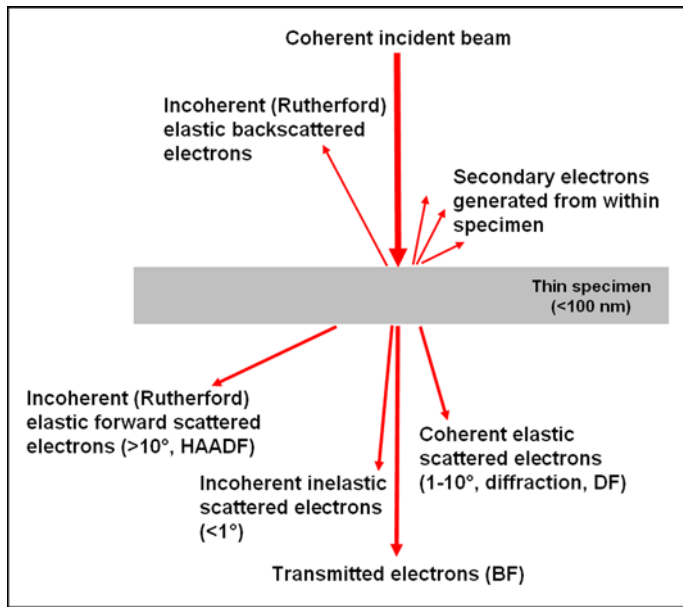 Coherent incident beam
Incoherent (Rutherford)
elastic backscattered
electrons
Secondary electrons
generated from within
specimen
Thin specimen
(<100 nm)
Incoherent (Rutherford)
elastic forward scattered
electrons (>10°, HAADF)
Coherent elastic
scattered electrons
(1-10°, diffraction, DF)
Incoherent inelastic
scattered electrons
(<1°)
Transmitted electrons (BF)